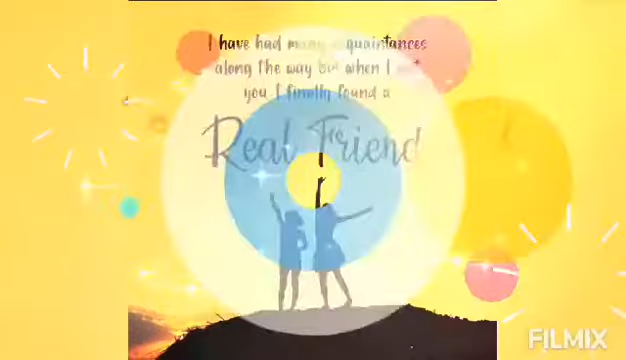 I have had many acquaintances
along the way but when I met
you I finally found a
Real Friend
FILMIX